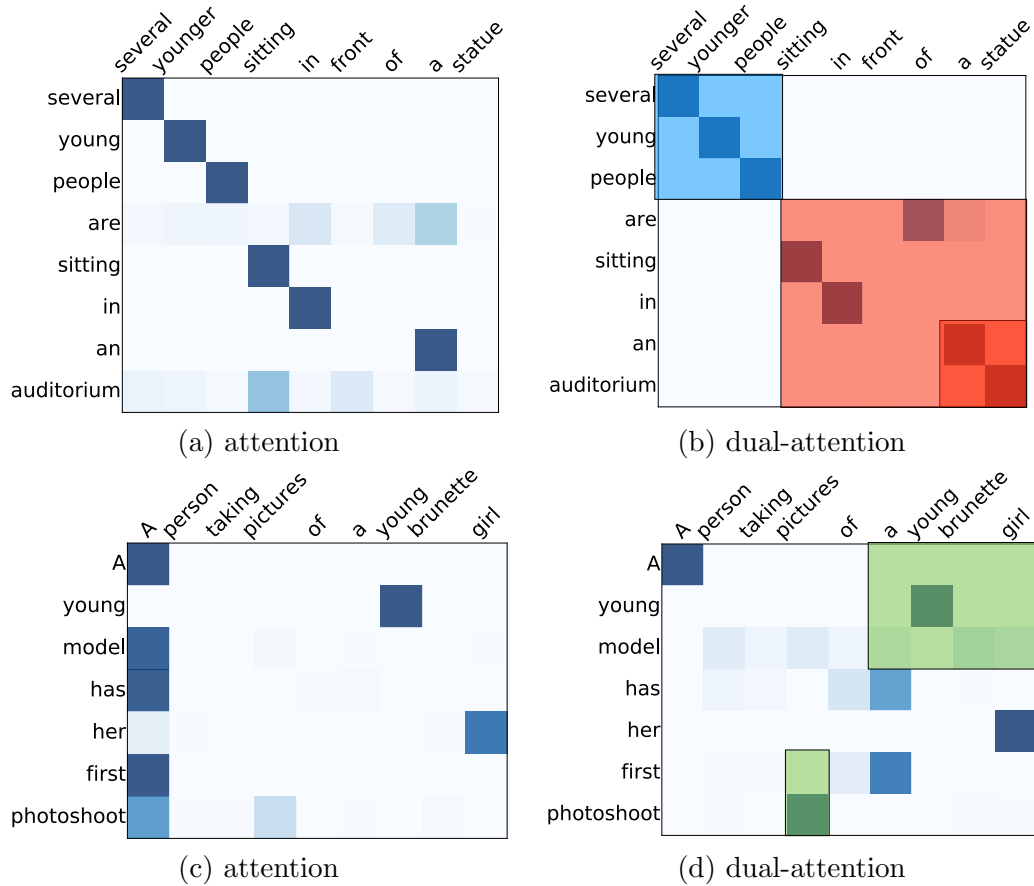 several younger people sitting in front of a statue
several
young
people
are
sitting
in
an
auditorium
(a) attention
several younger people sitting in front of a statue
several
young
people
are
sitting
in
an
auditorium
(b) dual-attention
A person taking pictures of a young brunette girl
A
young
model
has
her
first
photoshoot
(c) attention
A person taking pictures of a young brunette girl
A
young
model
has
her
first
photoshoot
(d) dual-attention